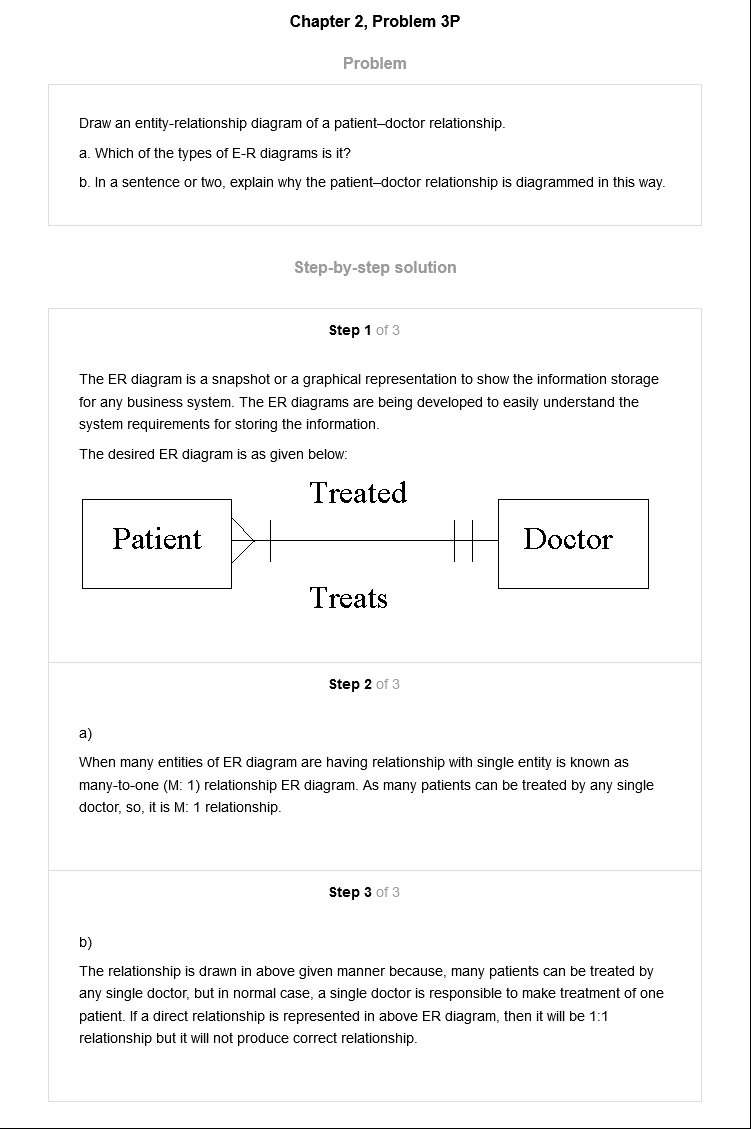 Chapter 2, Problem 3P
Problem
Draw an entity-relationship diagram of a patient–doctor relationship.
a. Which of the types of E-R diagrams is it?
b. In a sentence or two, explain why the patient–doctor relationship is diagrammed in this way.
Step-by-step solution
Step 1 of 3
The ER diagram is a snapshot or a graphical representation to show the information storage
for any business system. The ER diagrams are being developed to easily understand the
system requirements for storing the information.
The desired ER diagram is as given below:
Treated
Patient
Doctor
Treats
Step 2 of 3
a)
When many entities of ER diagram are having relationship with single entity is known as
many-to-one (M: 1) relationship ER diagram. As many patients can be treated by any single
doctor, so, it is M: 1 relationship.
Step 3 of 3
b)
The relationship is drawn in above given manner because, many patients can be treated by
any single doctor, but in normal case, a single doctor is responsible to make treatment of one
patient. If a direct relationship is represented in above ER diagram, then it will be 1:1
relationship but it will not produce correct relationship.